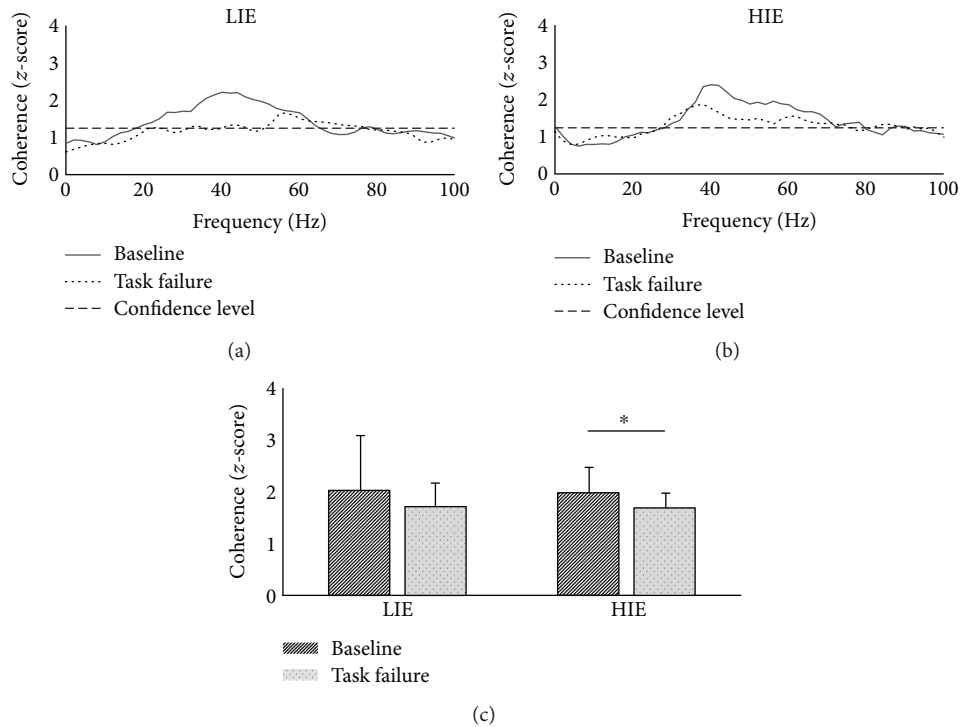 LIE
4
3
2
1
0
Coherence (z-score)
0 20 40 60 80 100
Frequency (Hz)
Baseline
Task failure
Confidence level
(a)
HIE
4
3
2
1
0
Coherence (z-score)
0 20 40 60 80 100
Frequency (Hz)
Baseline
Task failure
Confidence level
(b)
4
3
2
1
0
Coherence (z-score)
*
LIE HIE
Baseline
Task failure
(c)